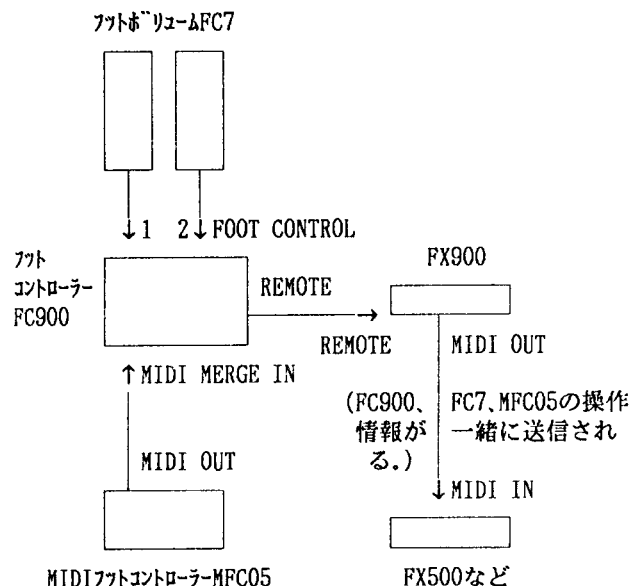 フットボリュームFC7
↓1 2↓FOOT CONTROL
フット
コントローラー
FC900
REMOTE
FX900
REMOTE
MIDI OUT
↑MIDI MERGE IN
(FC900、FC7、MFC05の操作
情報が一緒に送信され
る.)
MIDI OUT
↓MIDI IN
MIDIフットコントローラーMFC05
FX500など